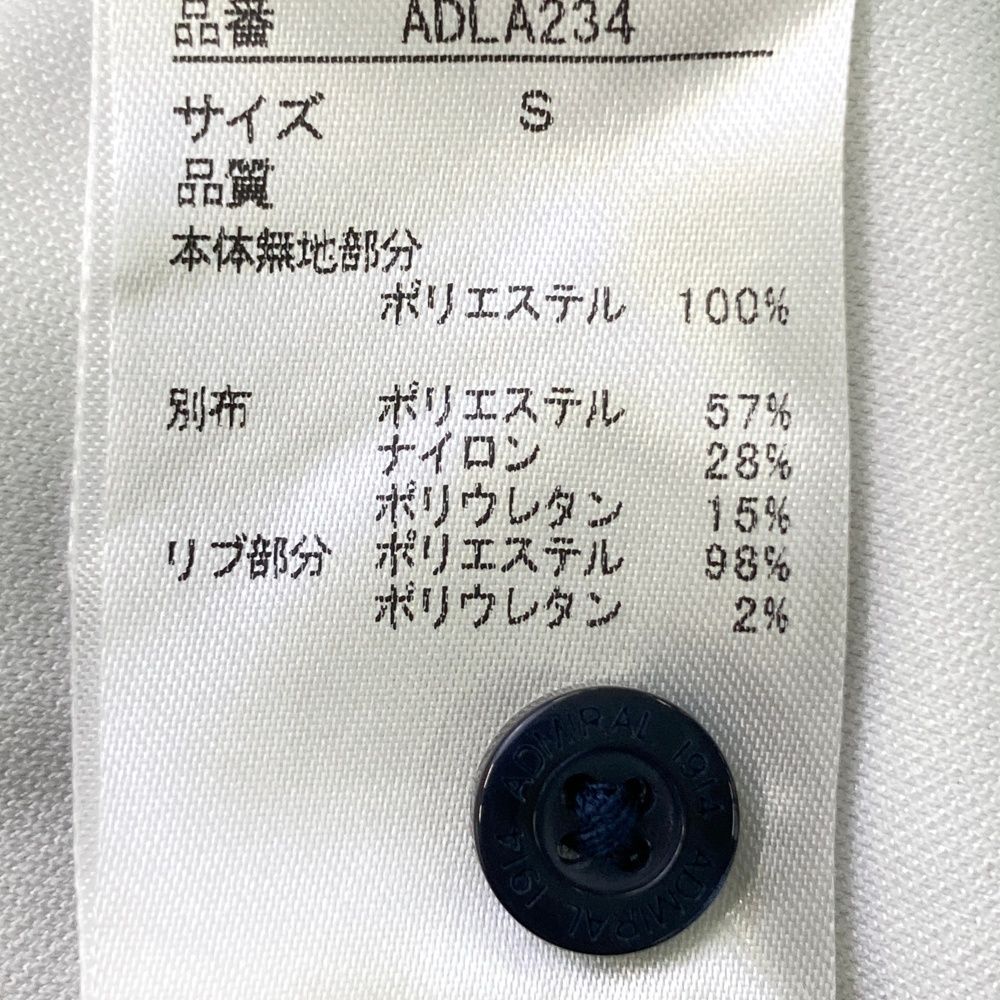 品番 ADLA234
サイズ S
品質
本体無地部分
ポリエステル 100%
別布 ポリエステル 57%
ナイロン 28%
ポリウレタン 15%
リブ部分 ポリエステル 98%
ポリウレタン 2%
ADMIRAL 1914 ADMIRAL 1914